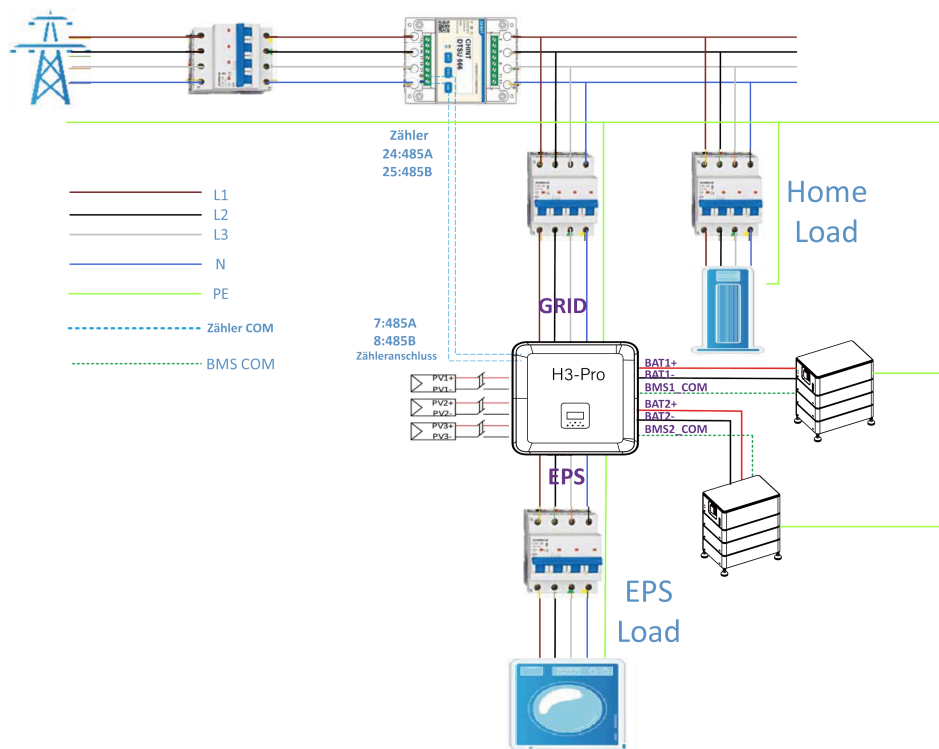 CHINT
DTSU 666
Zähler
24:485A
25:485B
L1
L2
L3
N
PE
Zähler COM
BMS COM
Home
Load
GRID
7:485A
8:485B
Zähleranschluss
H3-Pro
PV1+
PV1-
PV2+
PV2-
PV3+
PV3-
BAT1+
BAT1-
BMS1_COM
BAT2+
BAT2-
BMS2_COM
EPS
EPS
Load